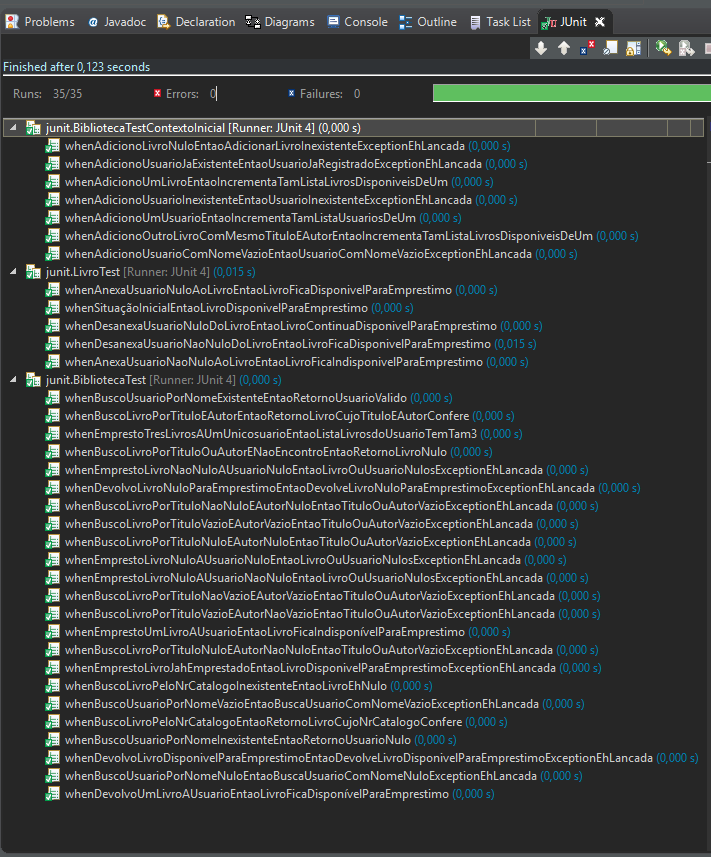 Problems Javadoc Declaration Diagrams Console Outline Task List JUnit
Finished after 0,123 seconds
Runs: 35/35 Errors: 0 Failures: 0
junit.BibliotecaTestContextoInicial [Runner: JUnit 4] (0,000 s)
whenAdicionoLivroNuloEntaoAdicionarLivroInexistenteExceptionEhLancada (0,000 s)
whenAdicionoUsuarioJaExistenteEntaoUsuarioJaRegistradoExceptionEhLancada (0,000 s)
whenAdicionoUmLivroEntaoIncrementaTamListaLivrosDisponiveisDeUm (0,000 s)
whenAdicionoUsuarioInexistenteEntaoUsuarioInexistenteExceptionEhLancada (0,000 s)
whenAdicionoUmUsuarioEntaoIncrementaTamListaUsuariosDeUm (0,000 s)
whenAdicionoOutroLivroComMesmoTituloEAutorEntaoIncrementaTamListaLivrosDisponiveisDeUm (0,000 s)
whenAdicionoUsuarioComNomeVazioEntaoUsuarioComNomeVazioExceptionEhLancada (0,000 s)
junit.LivroTest [Runner: JUnit 4] (0,015 s)
whenAnexaUsuarioNuloAoLivroEntaoLivroFicaDisponivelParaEmprestimo (0,000 s)
whenSituaçãoInicialEntaoLivroDisponivelParaEmprestimo (0,000 s)
whenDesanexaUsuarioNuloDoLivroEntaoLivroContinuaDisponivelParaEmprestimo (0,000 s)
whenDesanexaUsuarioNaoNuloDoLivroEntaoLivroFicaDisponivelParaEmprestimo (0,015 s)
whenAnexaUsuarioNaoNuloAoLivroEntaoLivroFicaIndisponivelParaEmprestimo (0,000 s)
junit.BibliotecaTest [Runner: JUnit 4] (0,000 s)
whenBuscoUsuarioPorNomeExistenteEntaoRetornoUsuarioValido (0,000 s)
whenBuscoLivroPorTituloEAutorEntaoRetornoLivroCujoTituloEAutorConfere (0,000 s)
whenEmprestoTresLivrosAUmUnicosuarioEntaoListaLivrosdoUsuarioTemTam3 (0,000 s)
whenBuscoLivroPorTituloOuAutorENaoEncontroEntaoRetornoLivroNulo (0,000 s)
whenEmprestoLivroNaoNuloAUsuarioNuloEntaoLivroOuUsuarioNulosExceptionEhLancada (0,000 s)
whenDevolvoLivroNuloParaEmprestimoEntaoDevolveLivroNuloParaEmprestimoExceptionEhLancada (0,000 s)
whenBuscoLivroPorTituloNaoNuloEAutorNuloEntaoTituloOuAutorVazioExceptionEhLancada (0,000 s)
whenBuscoLivroPorTituloVazioEAutorVazioEntaoTituloOuAutorVazioExceptionEhLancada (0,000 s)
whenBuscoLivroPorTituloNuloEAutorNuloEntaoTituloOuAutorVazioExceptionEhLancada (0,000 s)
whenEmprestoLivroNuloAUsuarioNuloEntaoLivroOuUsuarioNulosExceptionEhLancada (0,000 s)
whenEmprestoLivroNuloAUsuarioNaoNuloEntaoLivroOuUsuarioNulosExceptionEhLancada (0,000 s)
whenBuscoLivroPorTituloNaoVazioEAutorVazioEntaoTituloOuAutorVazioExceptionEhLancada (0,000 s)
whenBuscoLivroPorTituloVazioEAutorNaoVazioEntaoTituloOuAutorVazioExceptionEhLancada (0,000 s)
whenEmprestoUmLivroAUsuarioEntaoLivroFicaIndisponívelParaEmprestimo (0,000 s)
whenBuscoLivroPorTituloNuloEAutorNaoNuloEntaoTituloOuAutorVazioExceptionEhLancada (0,000 s)
whenEmprestoLivroJahEmprestadoEntaoLivroDisponivelParaEmprestimoExceptionEhLancada (0,000 s)
whenBuscoLivroPeloNrCatalogoInexistenteEntaoLivroEhNulo (0,000 s)
whenBuscoUsuarioPorNomeVazioEntaoBuscaUsuarioComNomeVazioExceptionEhLancada (0,000 s)
whenBuscoLivroPeloNrCatalogoEntaoRetornoLivroCujoNrCatalogoConfere (0,000 s)
whenBuscoUsuarioPorNomeInexistenteEntaoRetornoUsuarioNulo (0,000 s)
whenDevolvoLivroDisponivelParaEmprestimoEntaoDevolveLivroDisponivelParaEmprestimoExceptionEhLancada (0,000 s)
whenBuscoUsuarioPorNomeNuloEntaoBuscaUsuarioComNomeNuloExceptionEhLancada (0,000 s)
whenDevolvoUmLivroAUsuarioEntaoLivroFicaDisponívelParaEmprestimo (0,000 s)